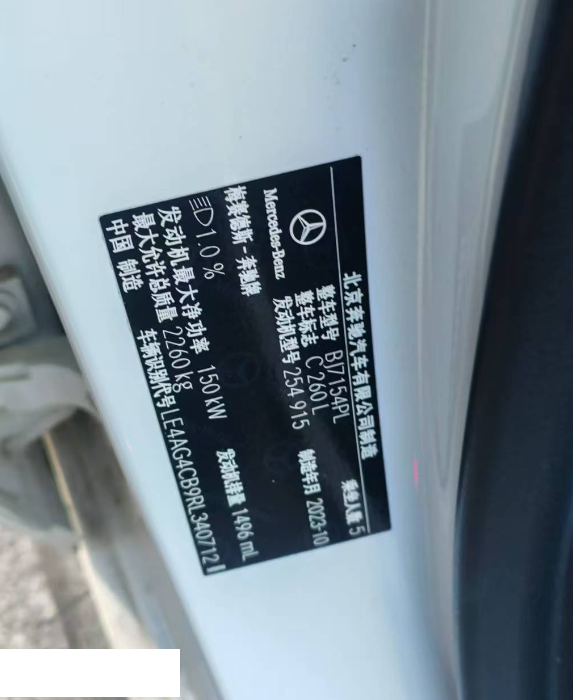 北京奔驰汽车有限公司制造
Mercedes-Benz
整车型号 BJ7154PL
乘坐人数 5
整车标志 C 260 L
发动机型号 254 915
制造年月 2023-10
梅赛德斯-奔驰牌
1.0 %
发动机最大净功率 150 kW
发动机排量 1496 mL
最大允许总质量 2260 kg
中国 制造
车辆识别代号 LE4AG4CB9RL340712